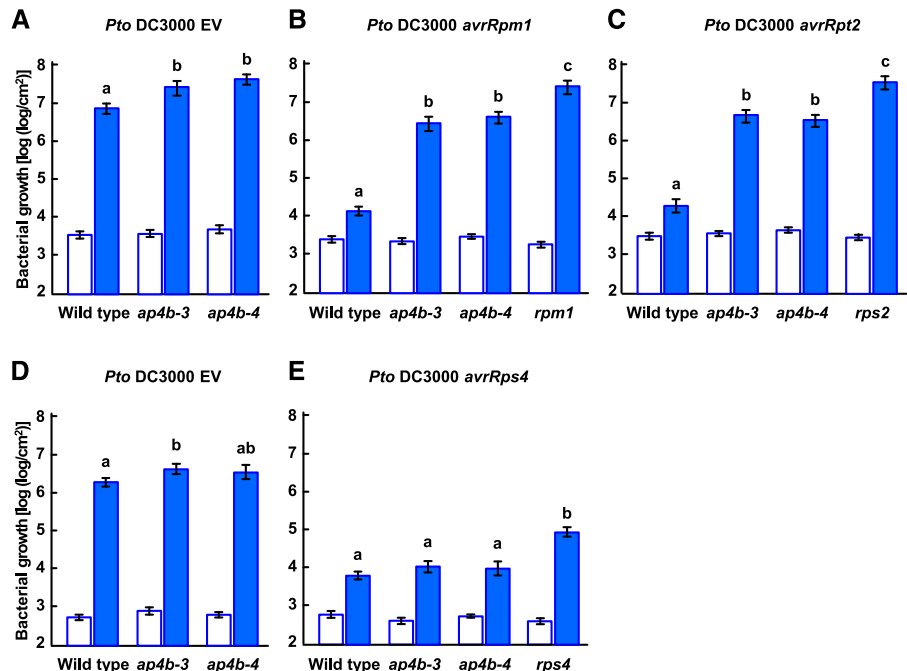 A
Pto DC3000 EV
Bacterial growth [log (log/cm²)]
8
7
6
5
4
3
2
a
b
b
Wild type ap4b-3 ap4b-4
B
Pto DC3000 avrRpm1
8
7
6
5
4
3
2
a
b
b
c
Wild type ap4b-3 ap4b-4 rpm1
C
Pto DC3000 avrRpt2
8
7
6
5
4
3
2
a
b
b
c
Wild type ap4b-3 ap4b-4 rps2
D
Pto DC3000 EV
Bacterial growth [log (log/cm²)]
8
7
6
5
4
3
2
a
b
ab
Wild type ap4b-3 ap4b-4
E
Pto DC3000 avrRps4
8
7
6
5
4
3
2
a
a
a
b
Wild type ap4b-3 ap4b-4 rps4